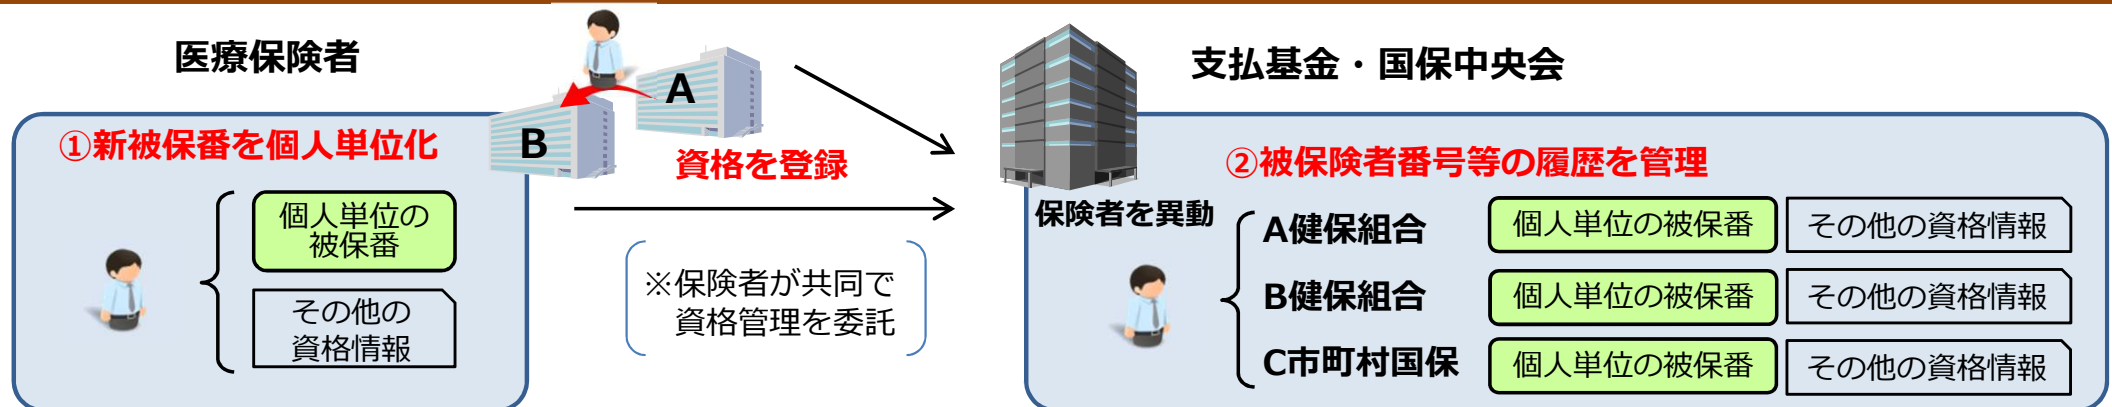 医療保険者
A
B
①新被保番を個人単位化
個人単位の
被保番
その他の
資格情報
資格を登録
※保険者が共同で
資格管理を委託
支払基金・国保中央会
②被保険者番号等の履歴を管理
保険者を異動
A健保組合 個人単位の被保番 その他の資格情報
B健保組合 個人単位の被保番 その他の資格情報
C市町村国保 個人単位の被保番 その他の資格情報